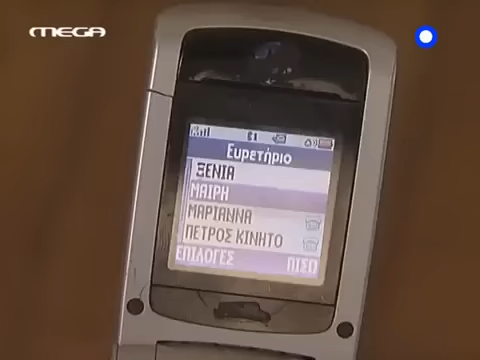 MEGA
Ευρετήριο
ΞΕΝΙΑ
ΜΑΙΡΗ
ΜΑΡΙΑΝΝΑ
ΠΕΤΡΟΣ ΚΙΝΗΤΟ
ΕΠΙΛΟΓΕΣ ΠΙΣΩ